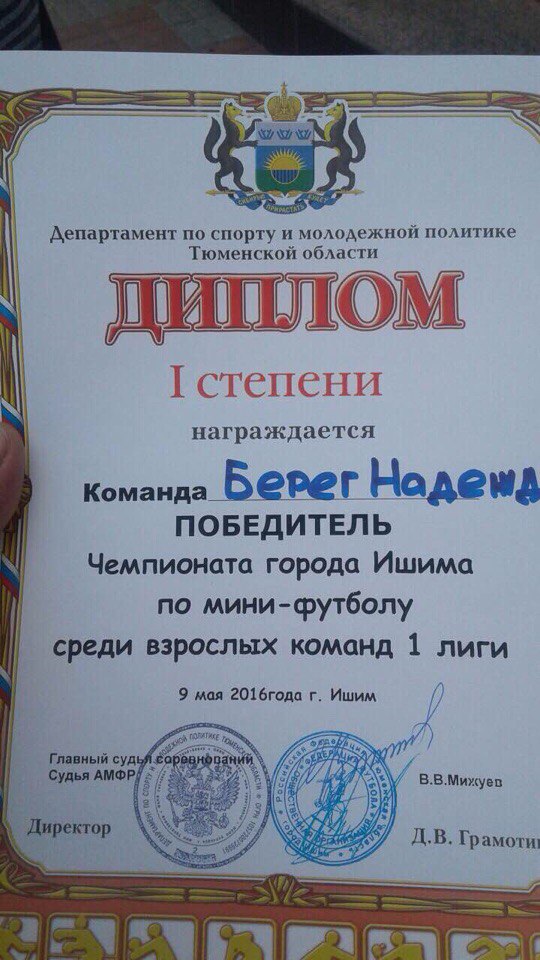 Департамент по спорту и молодежной политике
Тюменской области
ДИПЛОМ
I степени
награждается
Команда Берег Надежд
ПОБЕДИТЕЛЬ
Чемпионата города Ишима
по мини-футболу
среди взрослых команд 1 лиги
9 мая 2016года г. Ишим
Главный судья соревнований
Судья АМФР
В.В.Михуев
Директор
Д.В. Грамоти